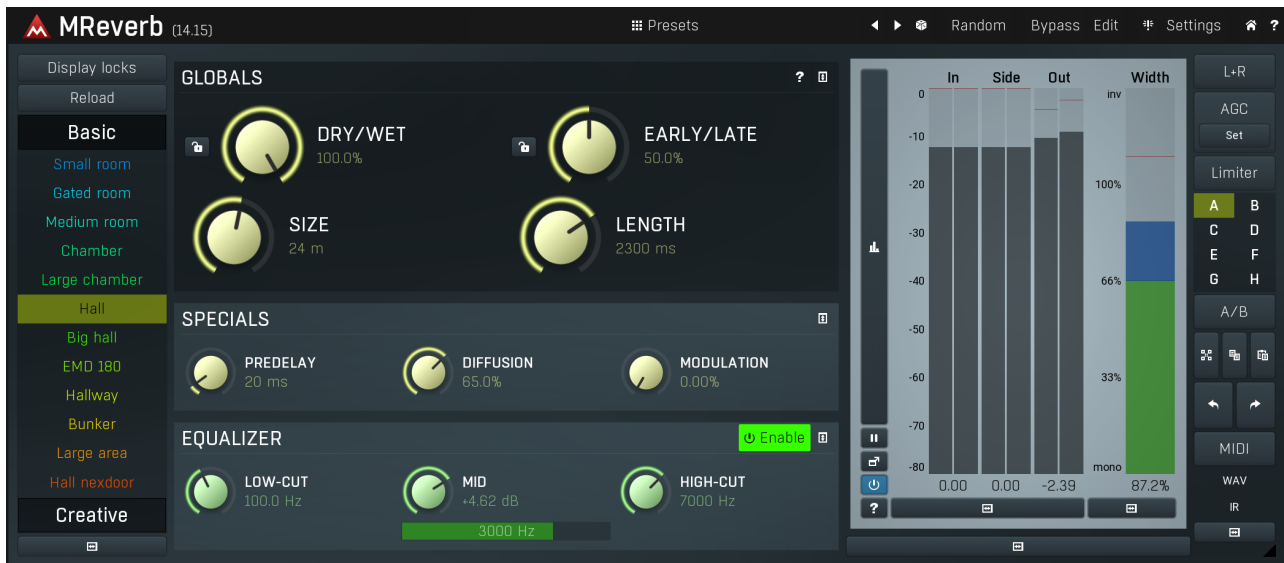 MReverb (14.15)
Presets
Random
Bypass
Edit
Settings
?
Display locks
Reload
Basic
Small room
Gated room
Medium room
Chamber
Large chamber
Hall
Big hall
EMD 180
Hallway
Bunker
Large area
Hall nexdoor
Creative
GLOBALS
?
DRY/WET
100.0%
EARLY/LATE
50.0%
SIZE
24 m
LENGTH
2300 ms
SPECIALS
PREDELAY
20 ms
DIFFUSION
65.0%
MODULATION
0.00%
EQUALIZER
Enable
LOW-CUT
100.0 Hz
MID
+4.62 dB
3000 Hz
HIGH-CUT
7000 Hz
In Side Out Width
0
-10
-20
-30
-40
-50
-60
-70
-80
inv
100%
66%
33%
mono
0.00 0.00 -2.39 87.2%
?
L+R
AGC
Set
Limiter
A B
C D
E F
G H
A/B
MIDI
WAV
IR